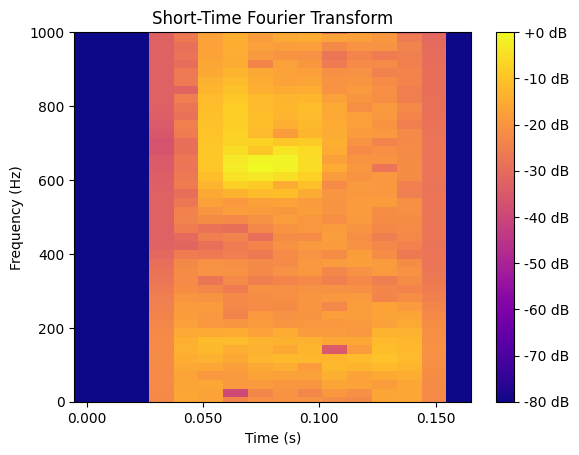 Short-Time Fourier Transform
1000
800
600
400
200
0
Frequency (Hz)
0.000
0.050
0.100
0.150
Time (s)
+0 dB
-10 dB
-20 dB
-30 dB
-40 dB
-50 dB
-60 dB
-70 dB
-80 dB